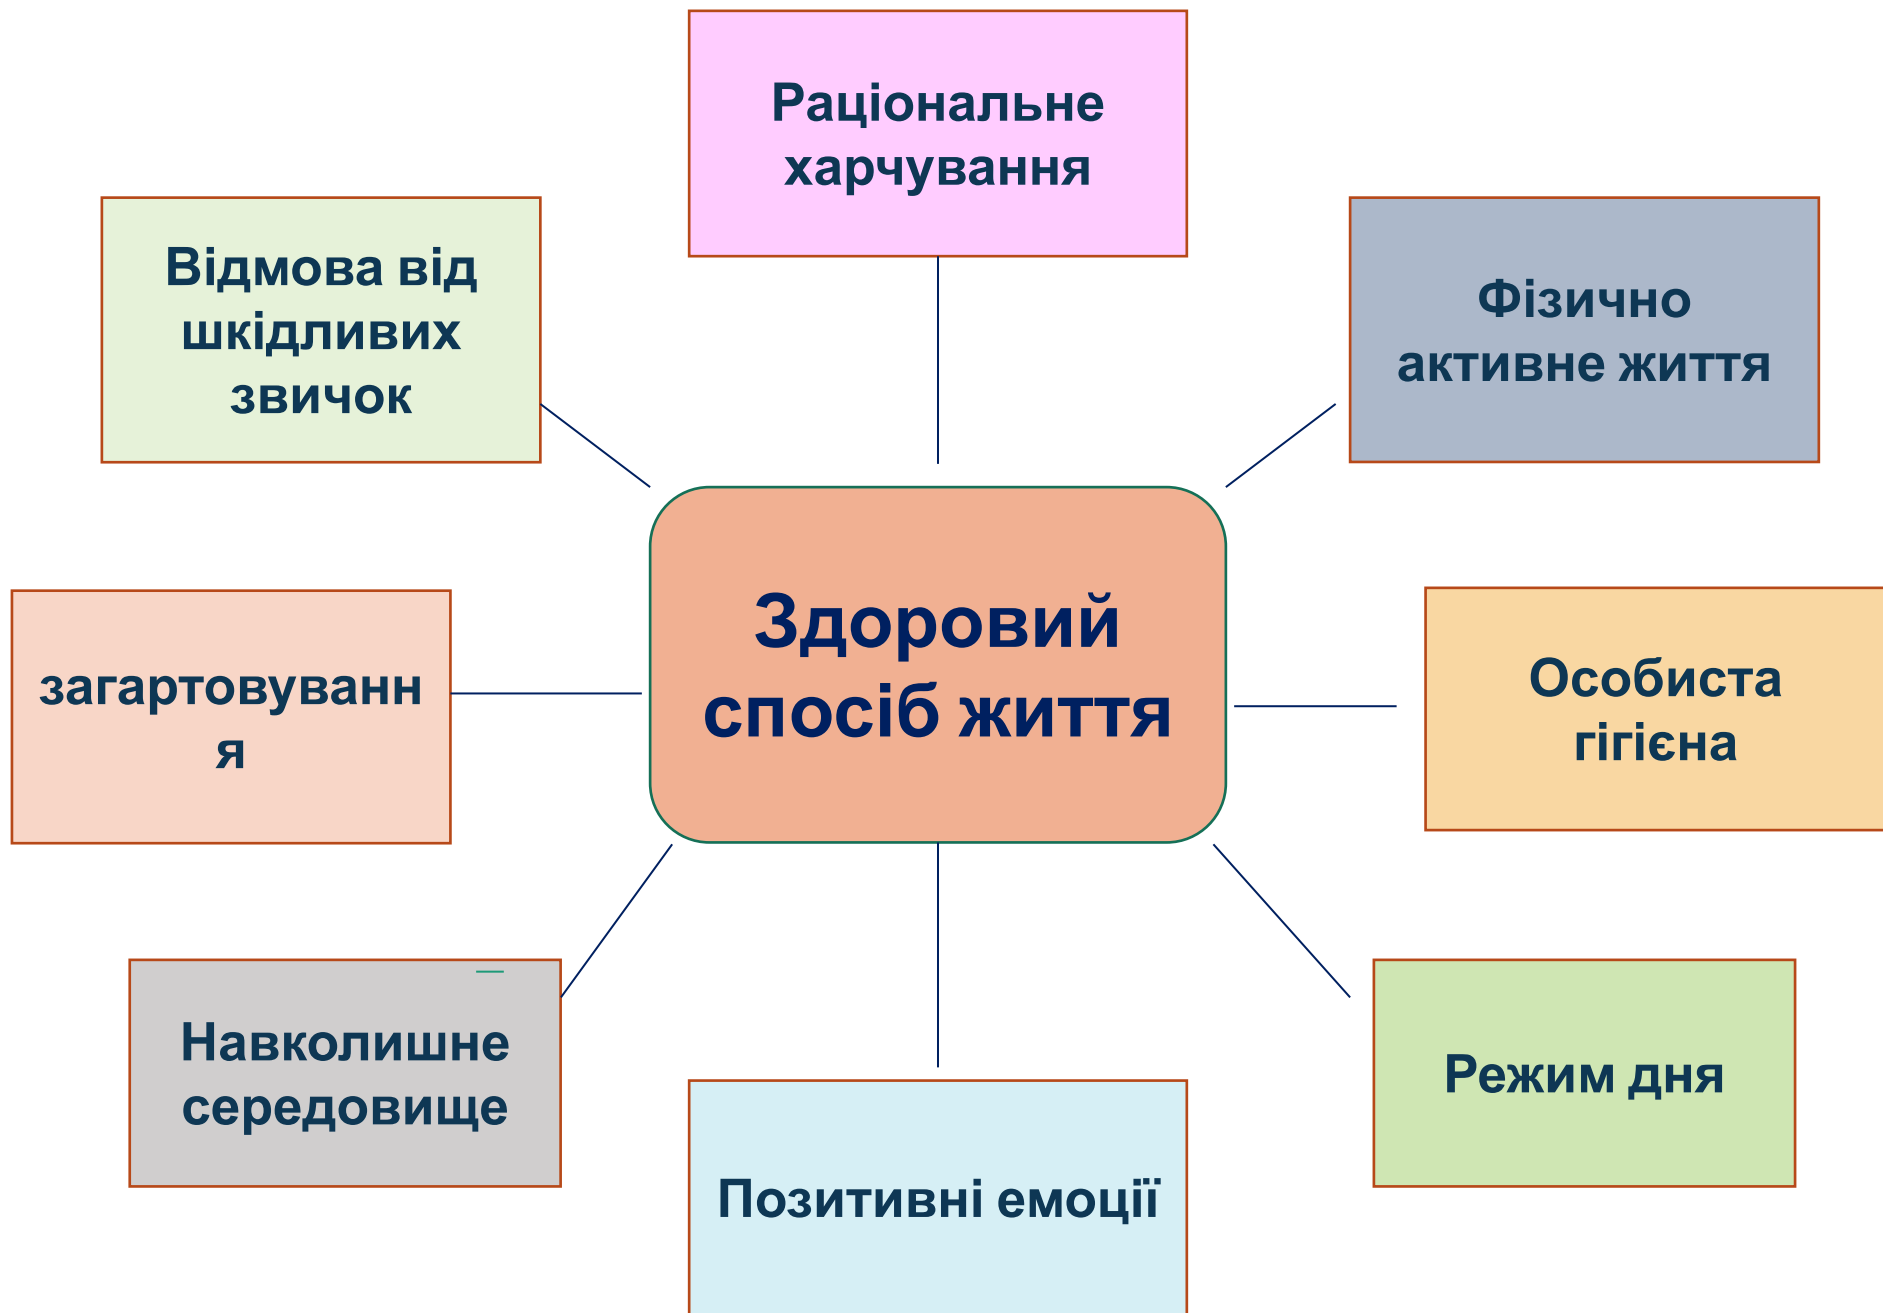 Раціональне
харчування
Відмова від
шкідливих
звичок
Фізично
активне життя
Здоровий
спосіб життя
загартовуванн
я
Особиста
гігієна
Навколишне
середовище
Режим дня
Позитивні емоції